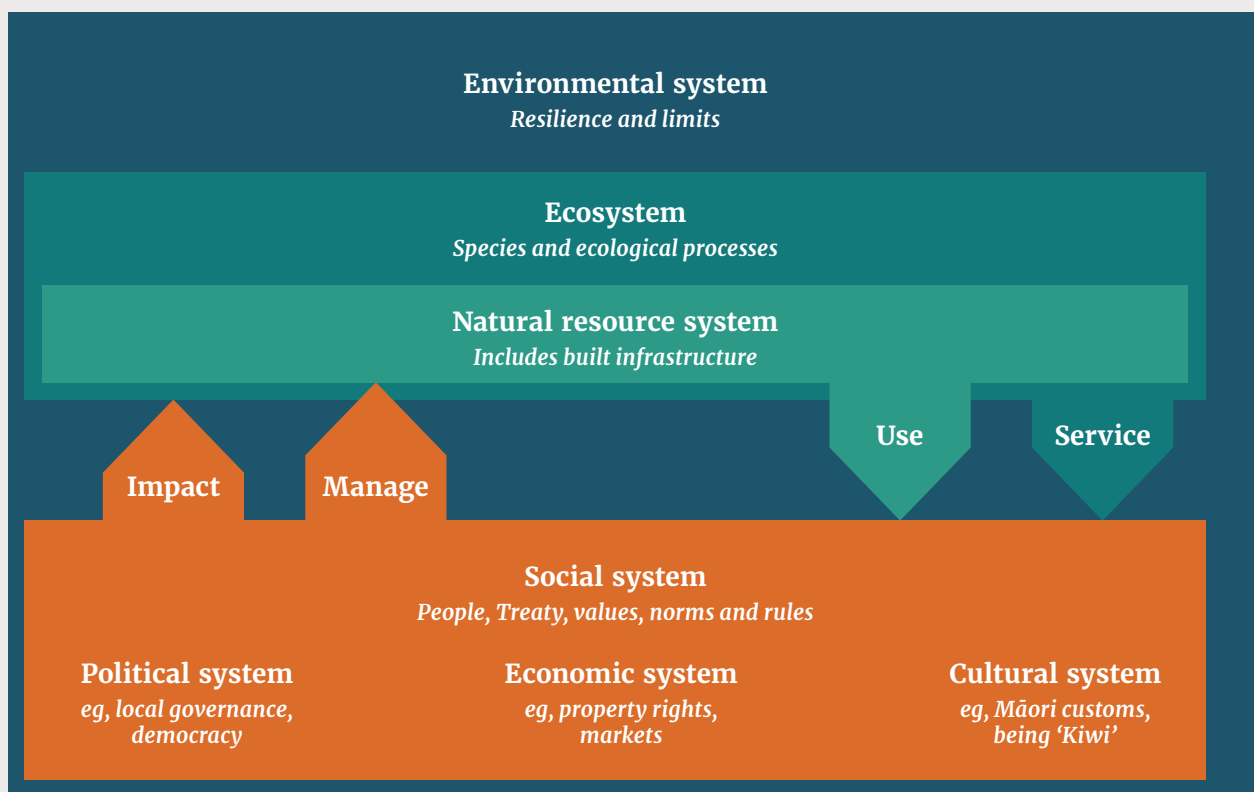 Environmental system
Resilience and limits
Ecosystem
Species and ecological processes
Natural resource system
Includes built infrastructure
Impact
Manage
Use
Service
Social system
People, Treaty, values, norms and rules
Political system
eg, local governance,
democracy
Economic system
eg, property rights,
markets
Cultural system
eg, Māori customs,
being ‘Kiwi’